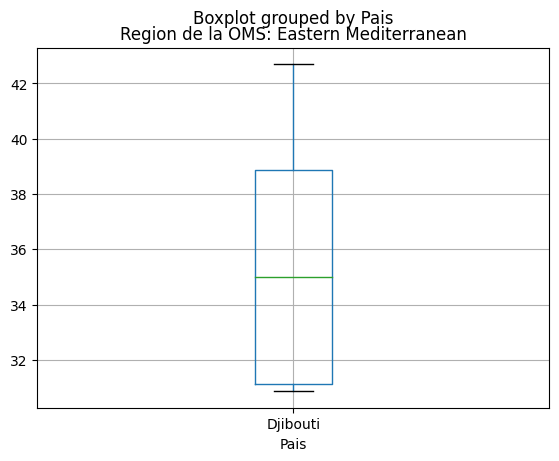 Boxplot grouped by Pais
Region de la OMS: Eastern Mediterranean
42
40
38
36
34
32
Djibouti
Pais